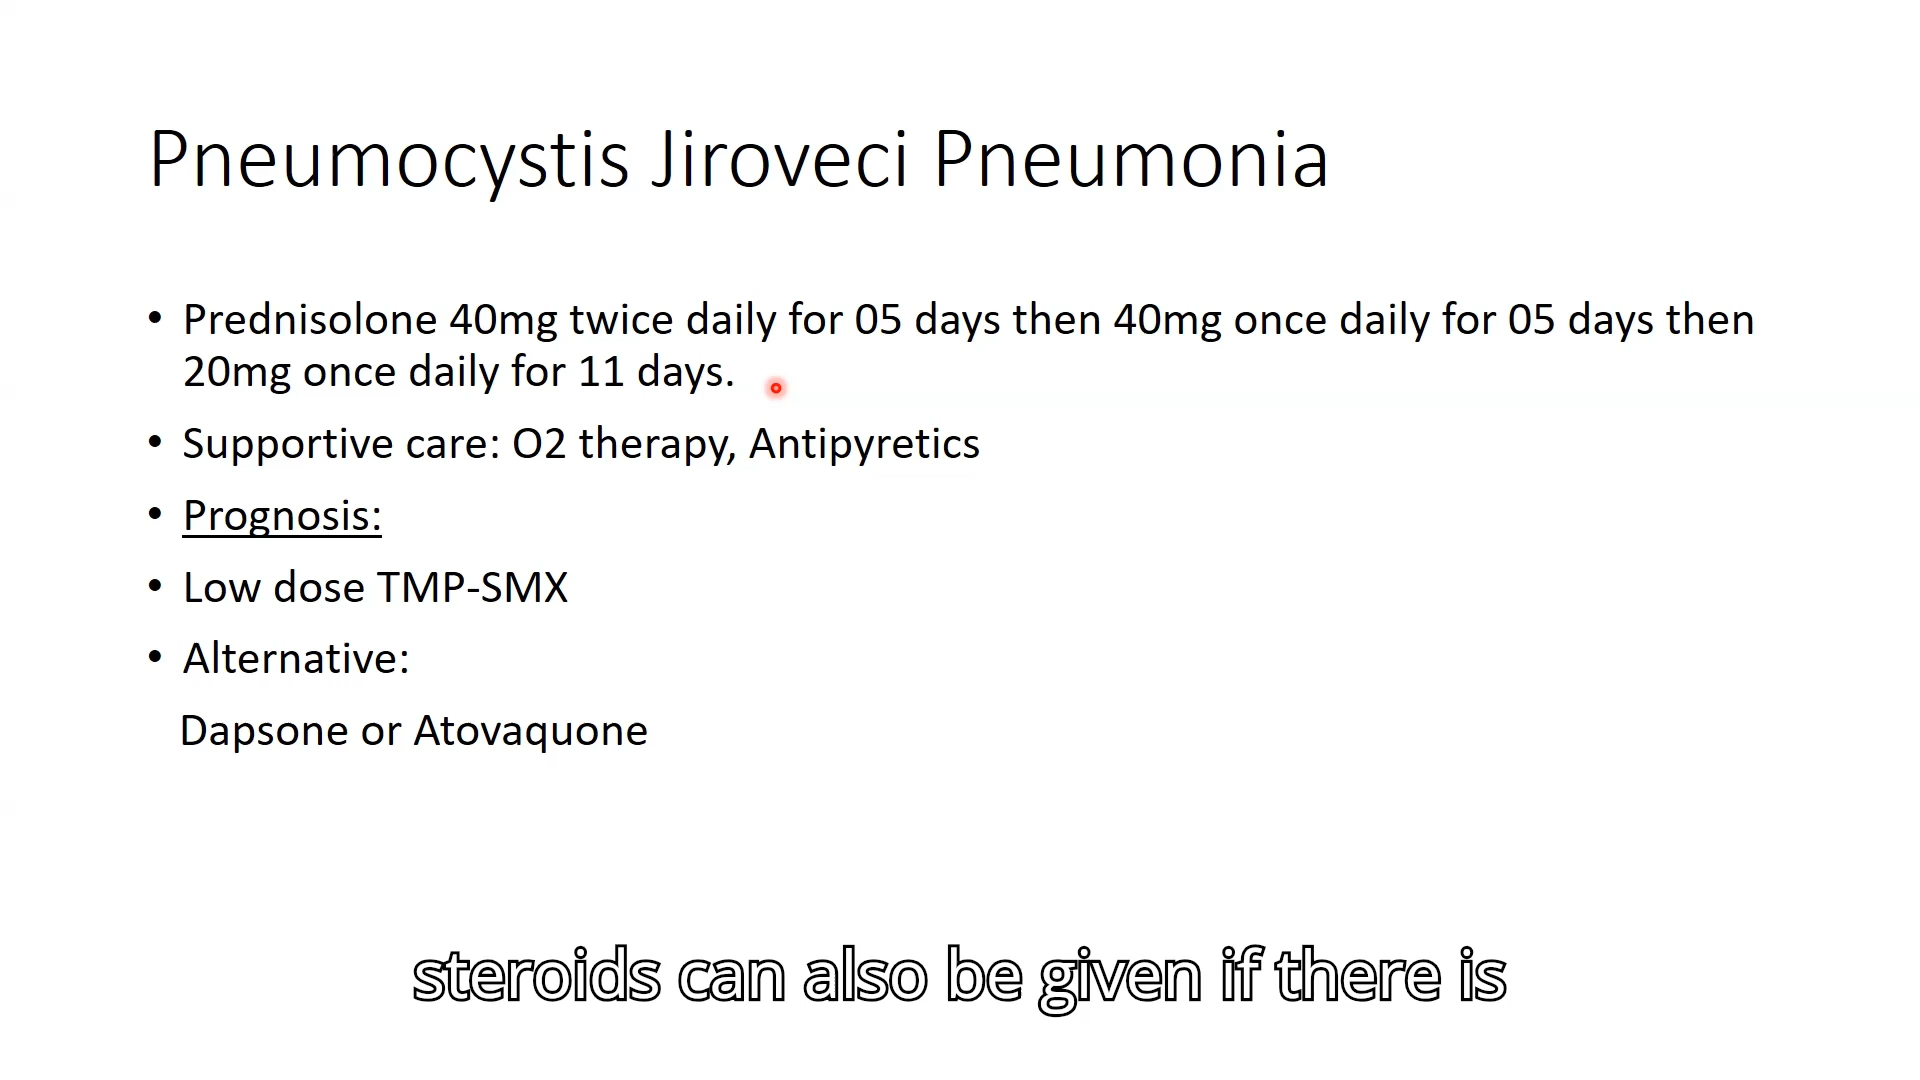 Pneumocystis Jiroveci Pneumonia
• Prednisolone 40mg twice daily for 05 days then 40mg once daily for 05 days then
20mg once daily for 11 days.
• Supportive care: O2 therapy, Antipyretics
• Prognosis:
• Low dose TMP-SMX
• Alternative:
Dapsone or Atovaquone
steroids can also be given if there is